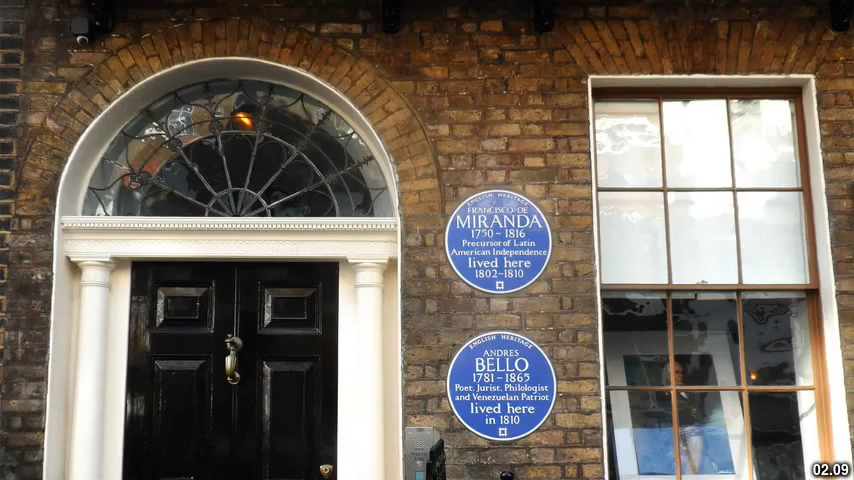 ENGLISH HERITAGE
FRANCISCO DE
MIRANDA
1750~1816
Precursor of Latin
American Independence
lived here
1802~1810
ENGLISH HERITAGE
ANDRES
BELLO
1781~1865
Poet, Jurist, Philologist
and Venezuelan Patriot
lived here
in 1810
02.09